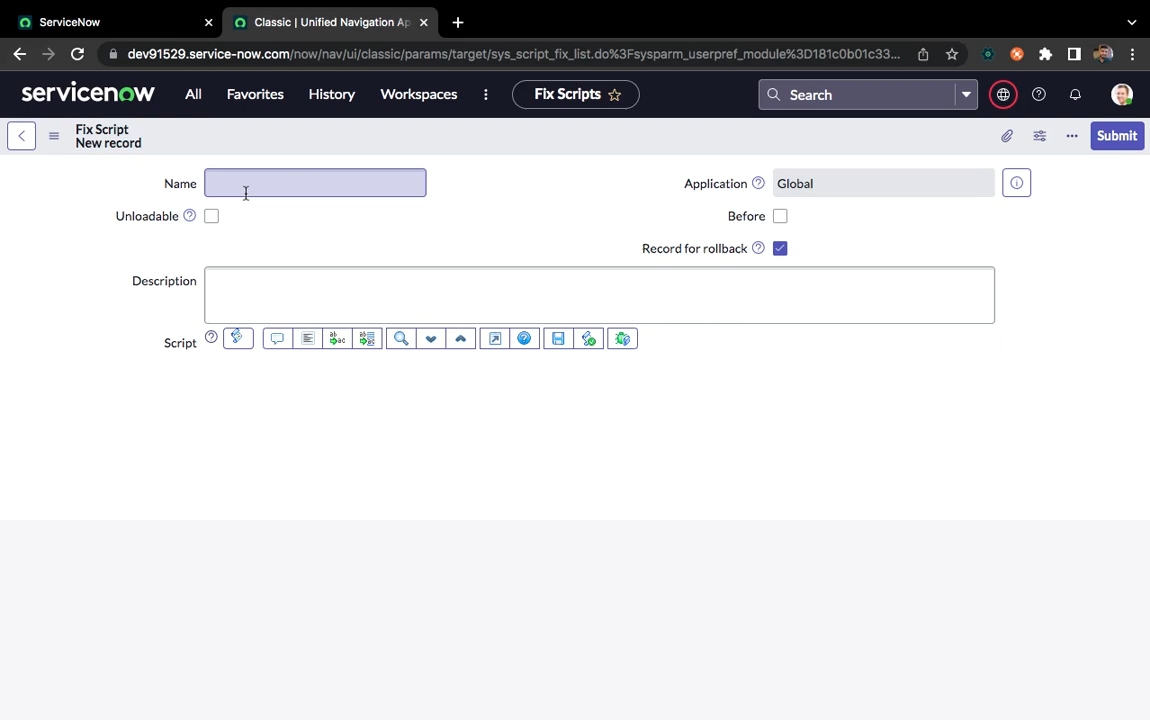 ServiceNow
Classic | Unified Navigation Ap
dev91529.service-now.com/now/nav/ui/classic/params/target/sys_script_fix_list.do%3Fsysparm_userpref_module%3D181c0b01c33...
servicenow All Favorites History Workspaces Fix Scripts Search
Fix Script
New record
Submit
Name
Application Global
Unloadable
Before
Record for rollback
Description
Script